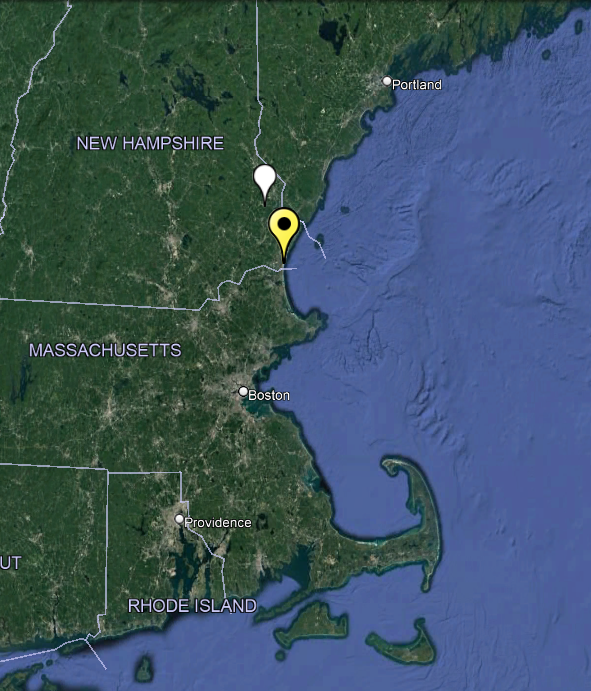 Portland
NEW HAMPSHIRE
MASSACHUSETTS
Boston
Providence
UT
RHODE ISLAND